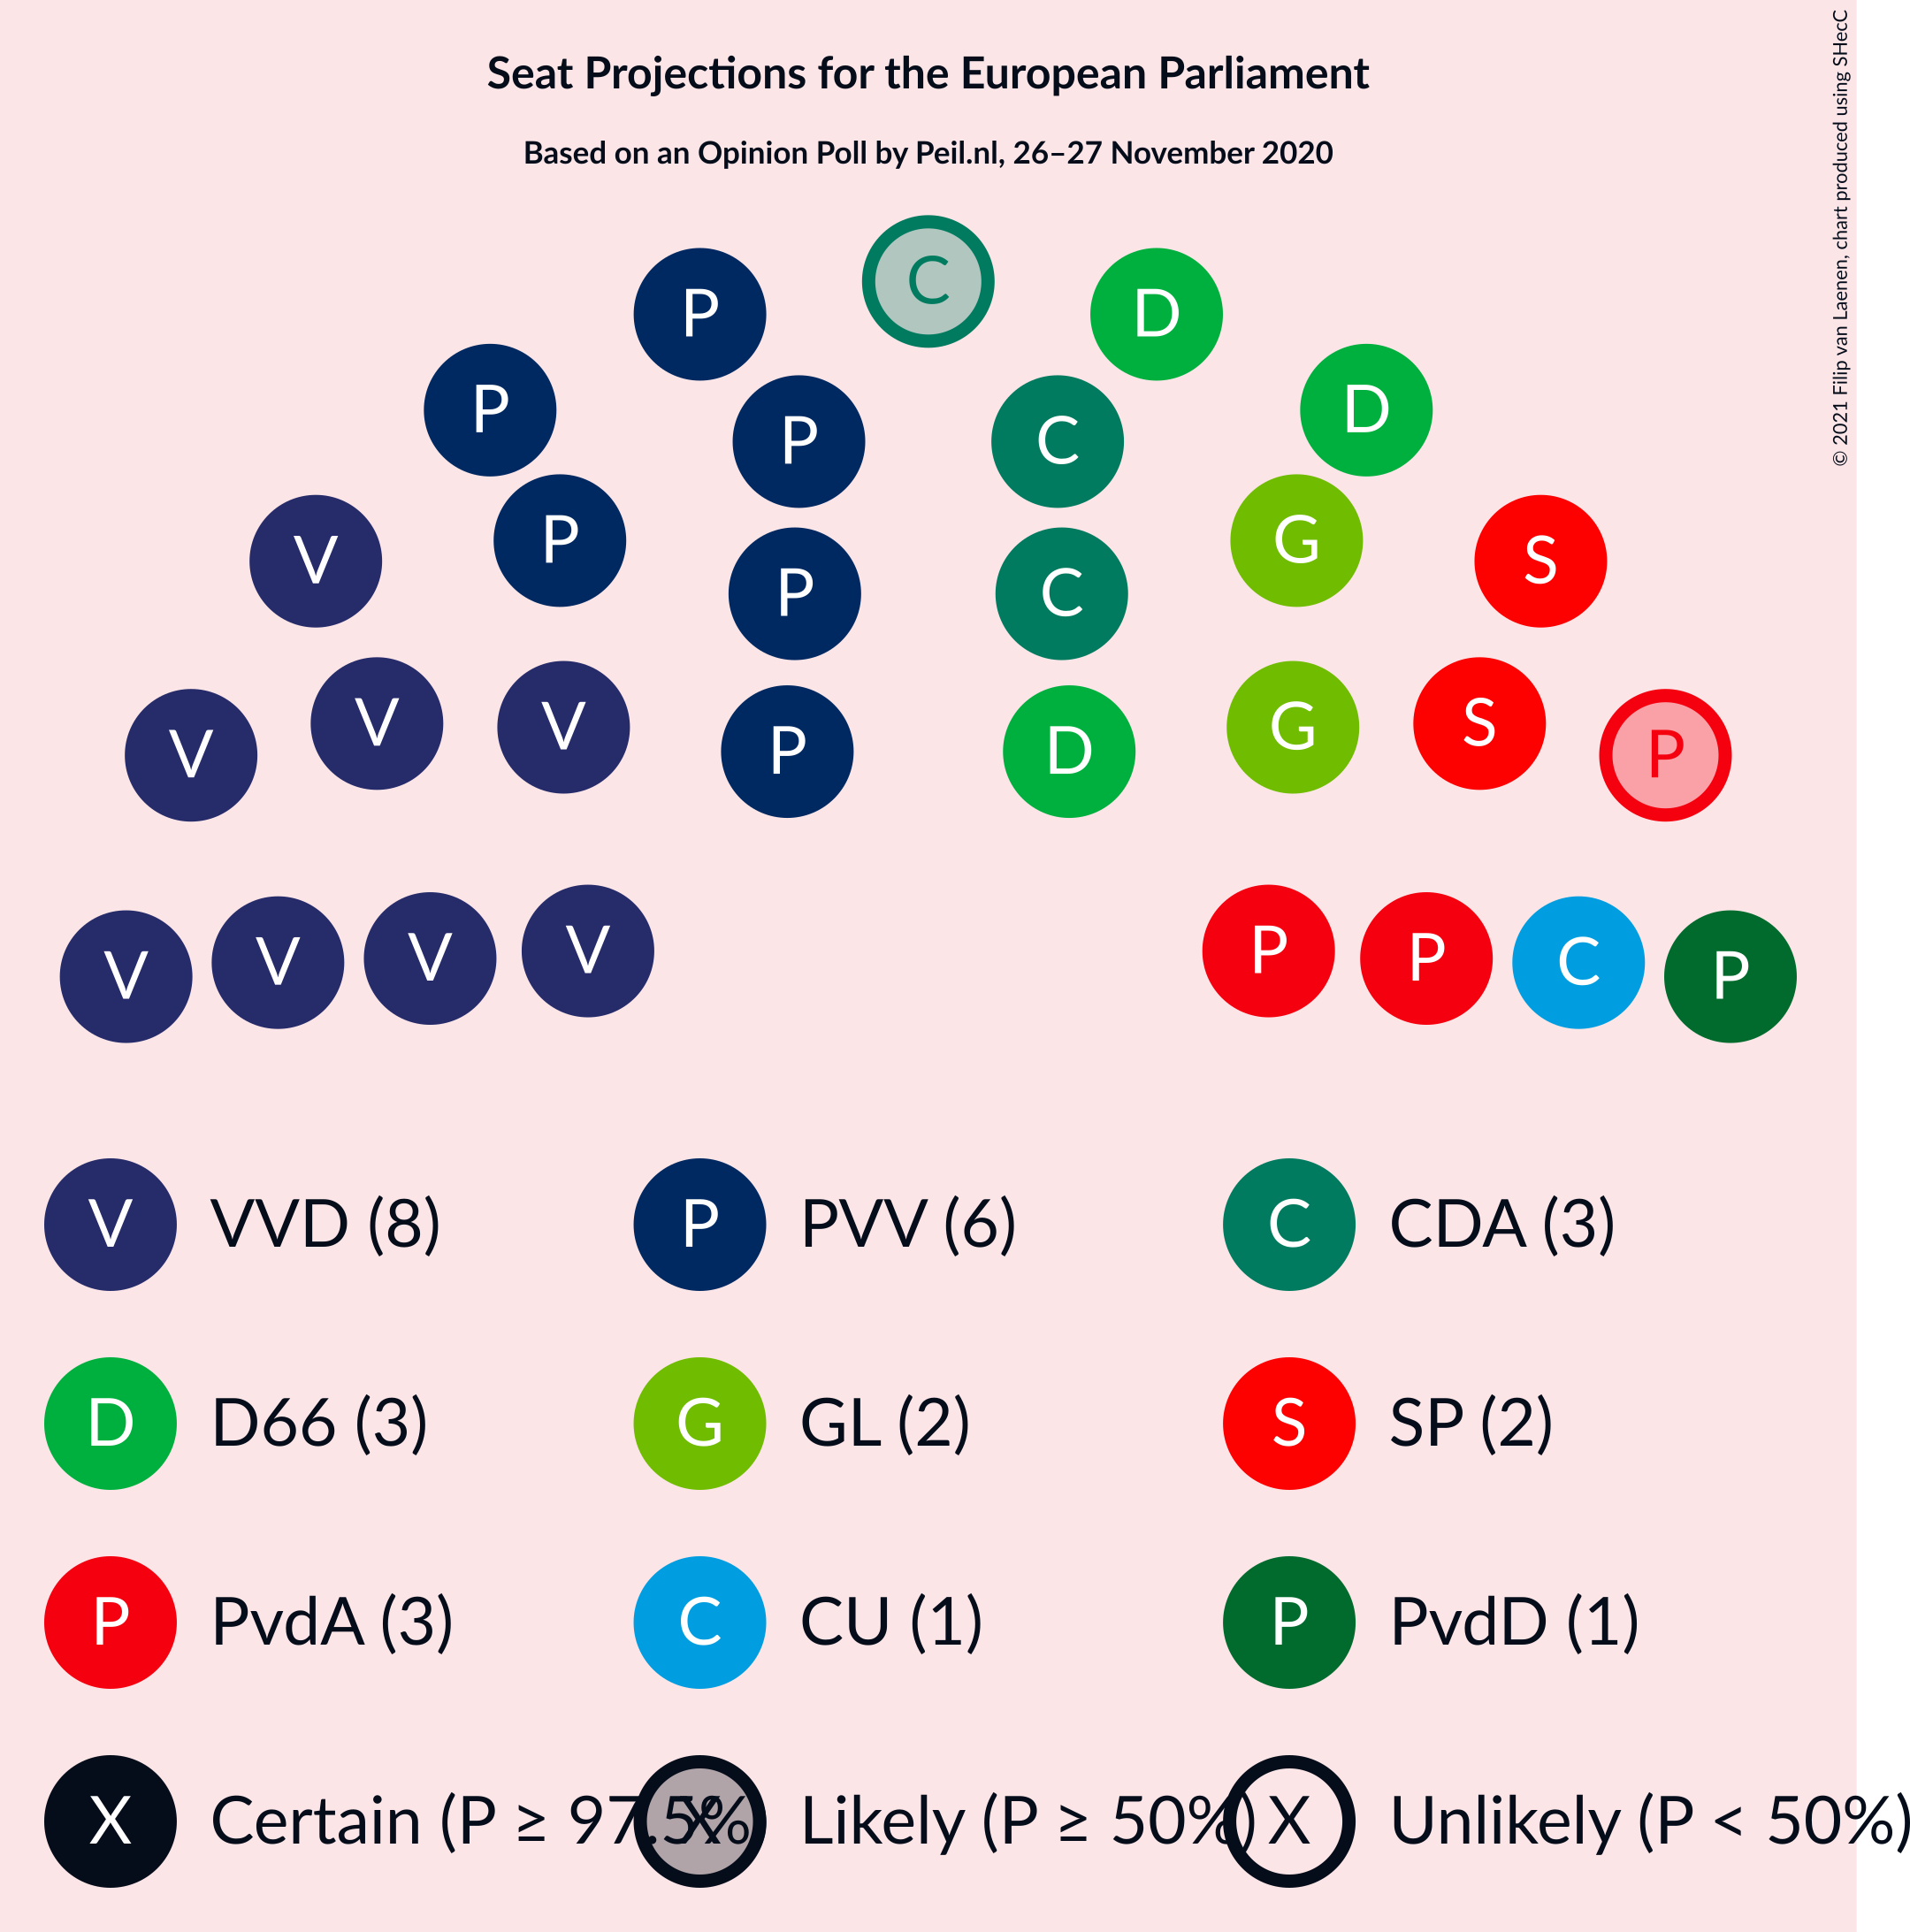 Seat Projections for the European Parliament
Based on an Opinion Poll by Peil.nl, 26–27 November 2020
© 2021 Filip van Laenen, chart produced using SHecC
C
P D
P D
P C
P G
V S
P C
V S
V G
P D
V P
V P
V P
V C
V P
V VVD (8) P PVV (6) C CDA (3)
D D66 (3) G GL (2) S SP (2)
P PvdA (3) C CU (1) P PvdD (1)
X Certain (P ≥ 97.5% X Likely (P ≥ 50%) X Unlikely (P < 50%)